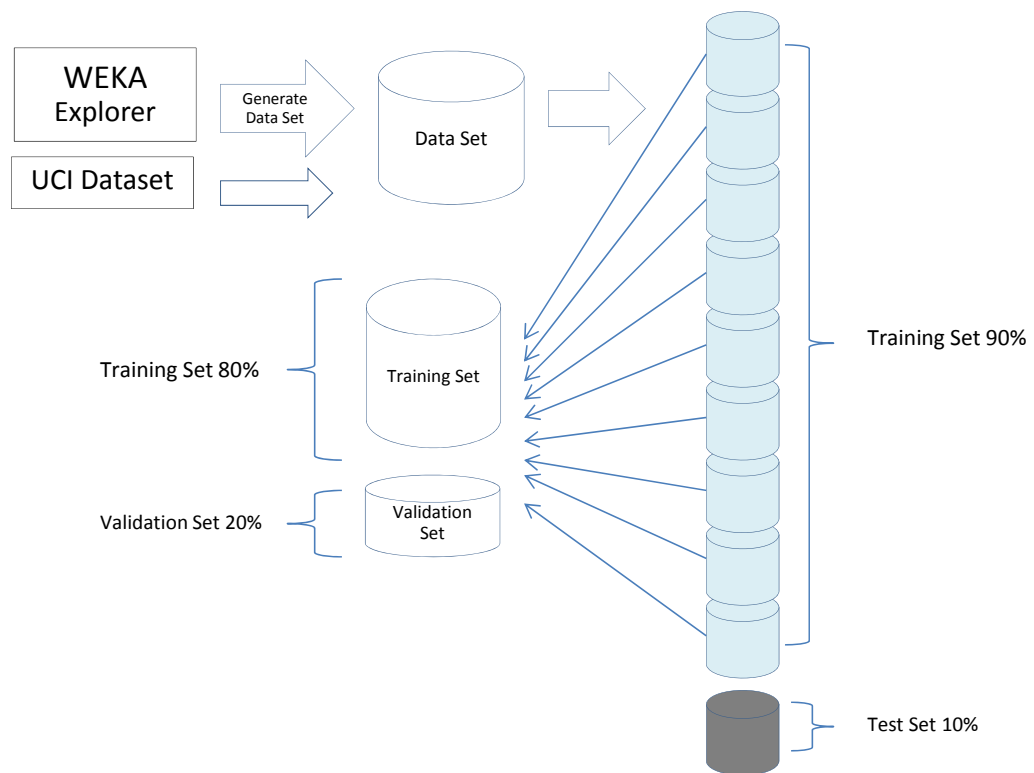 WEKA
Explorer
Generate
Data Set
Data Set
UCI Dataset
Training Set 80%
Training Set
Training Set 90%
Validation Set 20%
Validation
Set
Test Set 10%